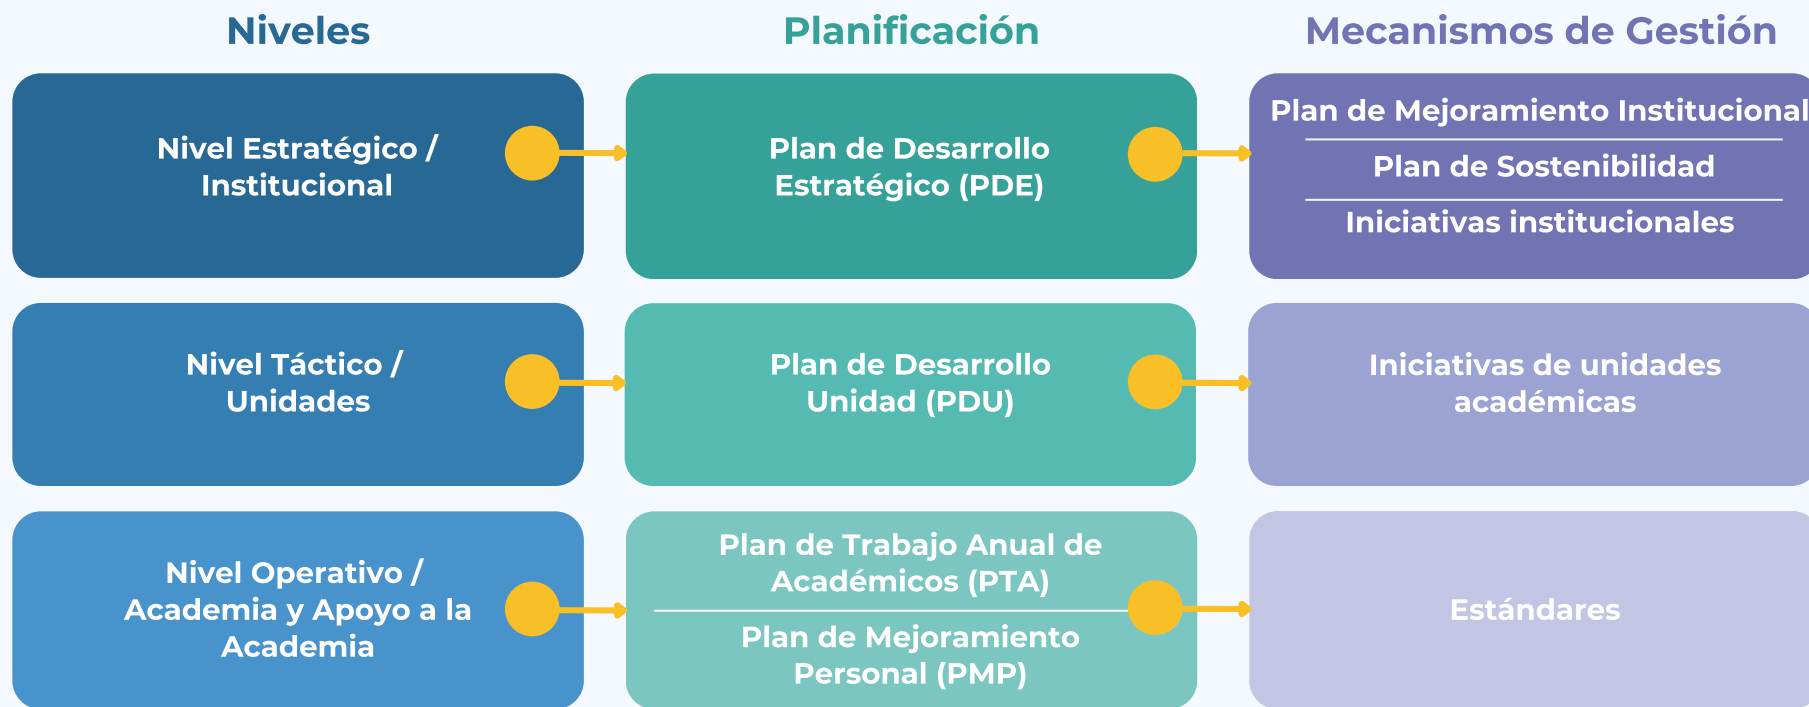 Niveles
Planificación
Mecanismos de Gestión
Nivel Estratégico /
Institucional
Plan de Desarrollo
Estratégico (PDE)
Plan de Mejoramiento Institucional
Plan de Sostenibilidad
Iniciativas institucionales
Nivel Táctico /
Unidades
Plan de Desarrollo
Unidad (PDU)
Iniciativas de unidades
académicas
Nivel Operativo /
Academia y Apoyo a la
Academia
Plan de Trabajo Anual de
Académicos (PTA)
Plan de Mejoramiento
Personal (PMP)
Estándares